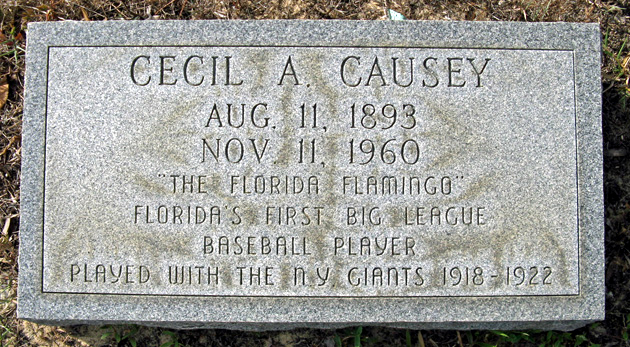 CECIL A. CAUSEY
AUG. 11, 1893
NOV. 11, 1960
"THE FLORIDA FLAMINGO"
FLORIDA'S FIRST BIG LEAGUE
BASEBALL PLAYER
PLAYED WITH THE N.Y. GIANTS 1918-1922